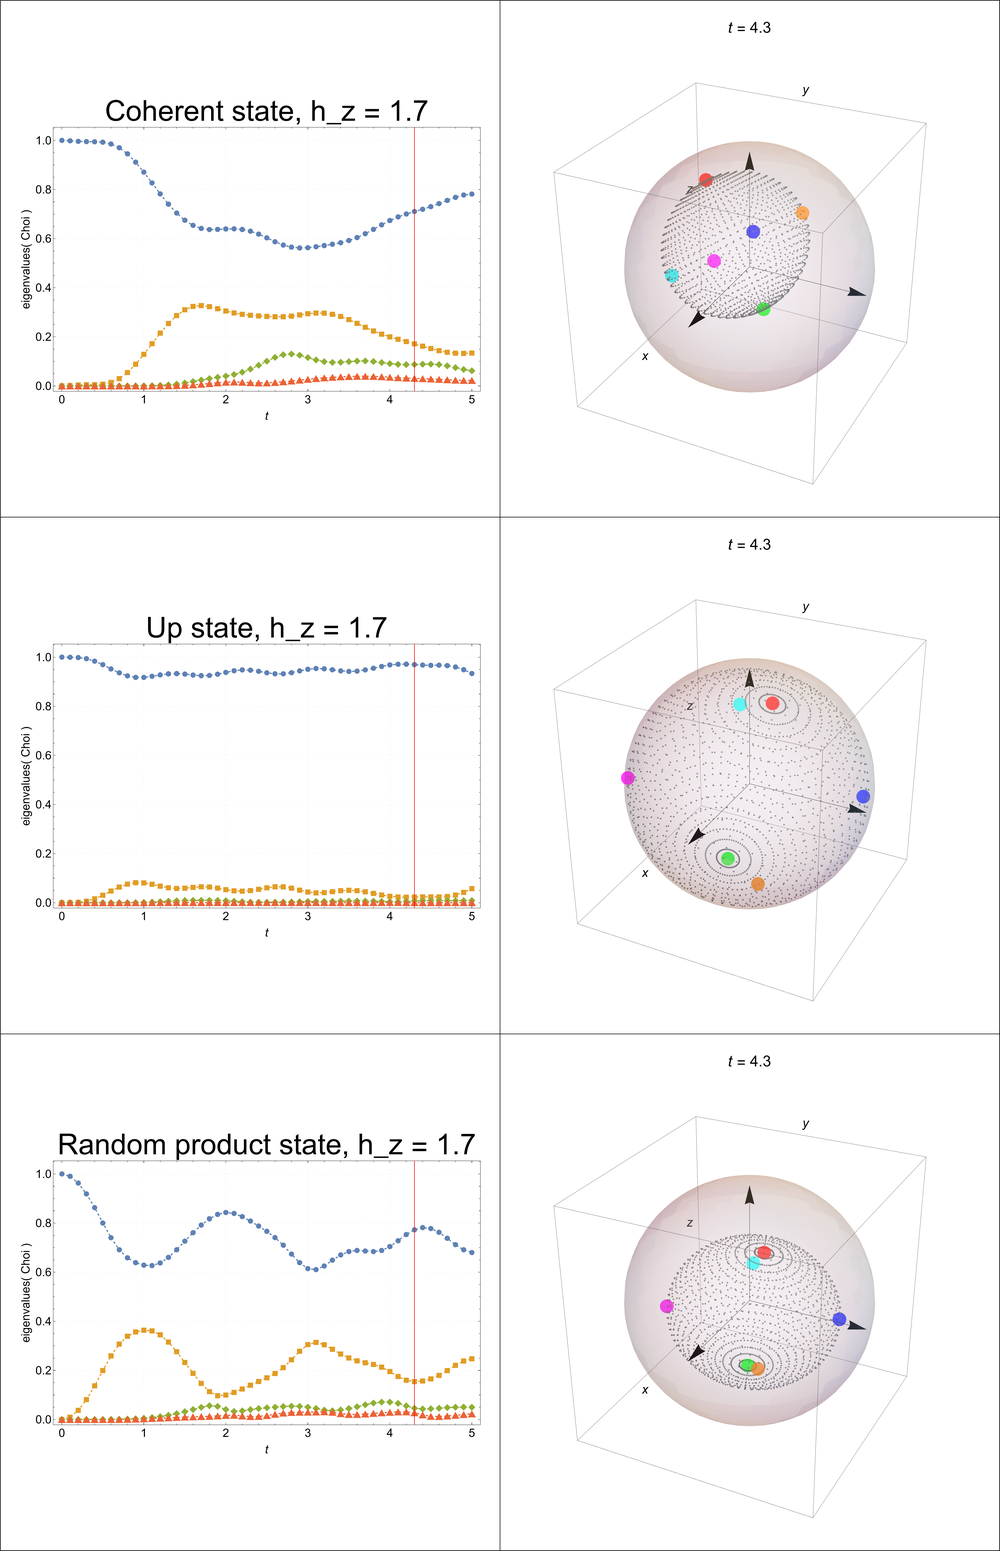 t = 4.3
Coherent state, h_z = 1.7
y
1.0
0.8
z
0.6
eigenvalues( Choi )
0.4
x
0.2
0.0
0 1 2 3 4 5
t
t = 4.3
Up state, h_z = 1.7
y
1.0
0.8
z
0.6
eigenvalues( Choi )
0.4
x
0.2
0.0
0 1 2 3 4 5
t
t = 4.3
Random product state, h_z = 1.7
y
1.0
0.8
z
0.6
eigenvalues( Choi )
0.4
x
0.2
0.0
0 1 2 3 4 5
t